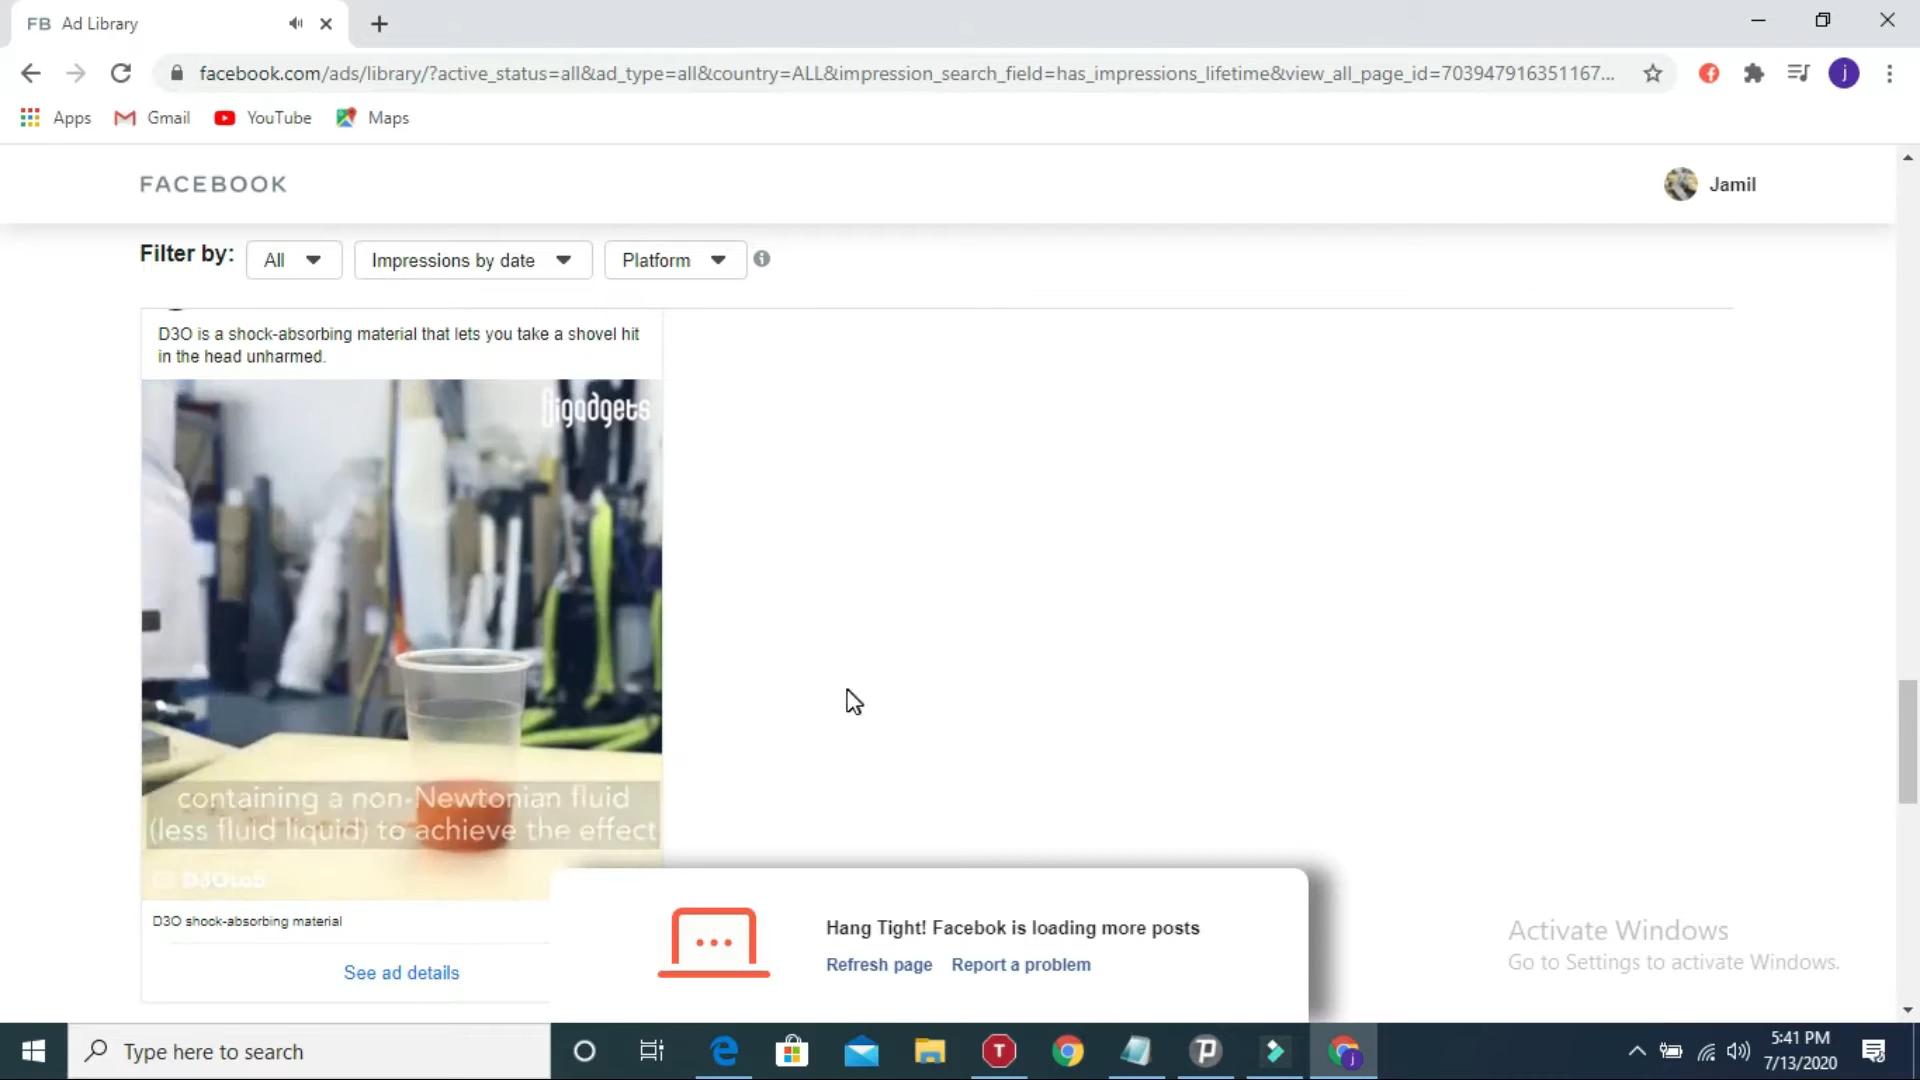 FB Ad Library
facebook.com/ads/library/?active_status=all&ad_type=all&country=ALL&impression_search_field=has_impressions_lifetime&view_all_page_id=703947916351167...
j
Apps
Gmail
YouTube
Maps
FACEBOOK
Jamil
Filter by:
All
Impressions by date
Platform
D3O is a shock-absorbing material that lets you take a shovel hit
in the head unharmed.
igadgets
containing a non-Newtonian fluid
(less fluid liquid) to achieve the effect
D3O shock-absorbing material
See ad details
Hang Tight! Facebok is loading more posts
Refresh page Report a problem
Activate Windows
Go to Settings to activate Windows.
Type here to search
T
j
5:41 PM
7/13/2020